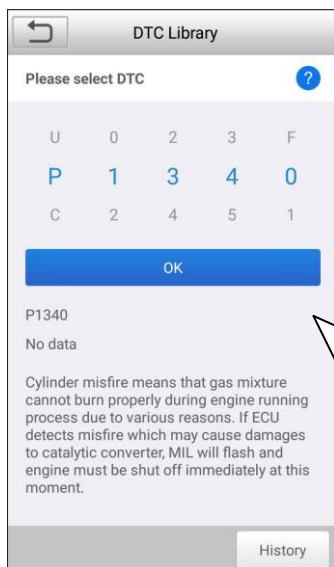 DTC Library
Please select DTC ?
U 0 2 3 F
P 1 3 4 0
C 2 4 5 1
OK
P1340
No data
Cylinder misfire means that gas mixture
cannot burn properly during engine running
process due to various reasons. If ECU
detects misfire which may cause damages
to catalytic converter, MIL will flash and
engine must be shut off immediately at this
moment.
History